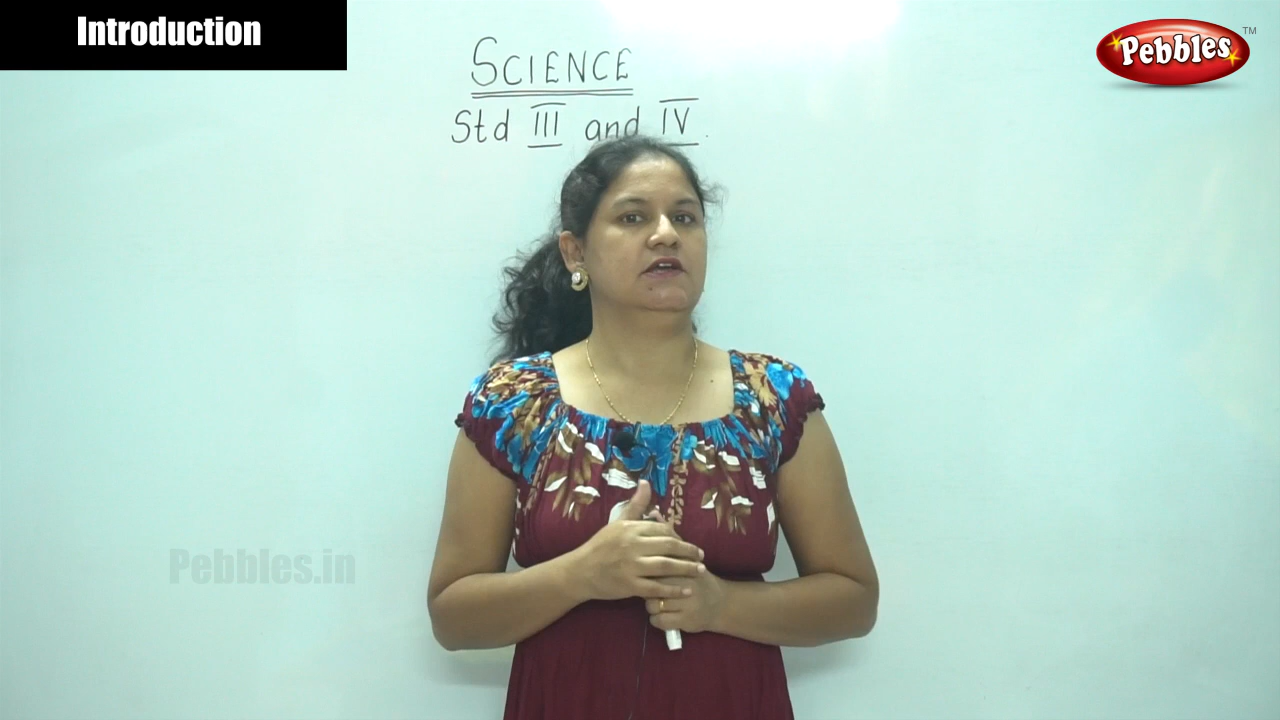 Introduction
Pebbles TM
SCIENCE
Std III and IV.
Pebbles.in